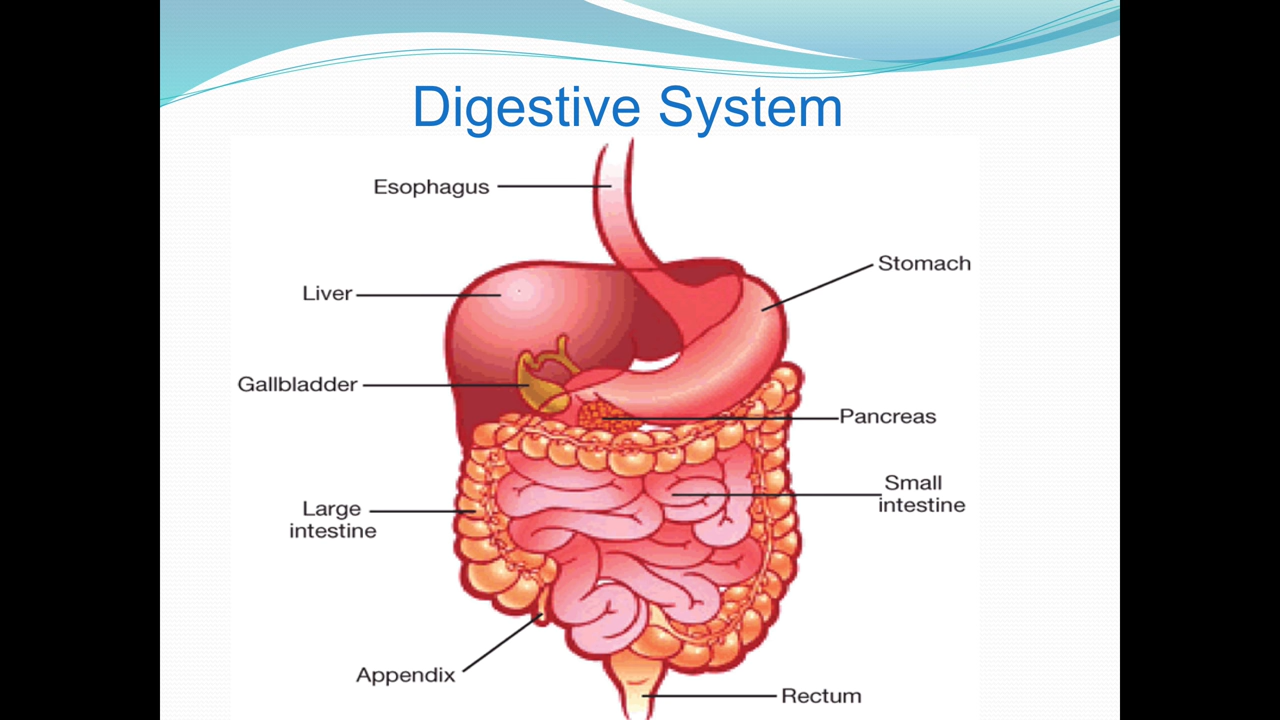 Digestive System
Esophagus
Stomach
Liver
Gallbladder
Pancreas
Small
intestine
Large
intestine
Appendix
Rectum